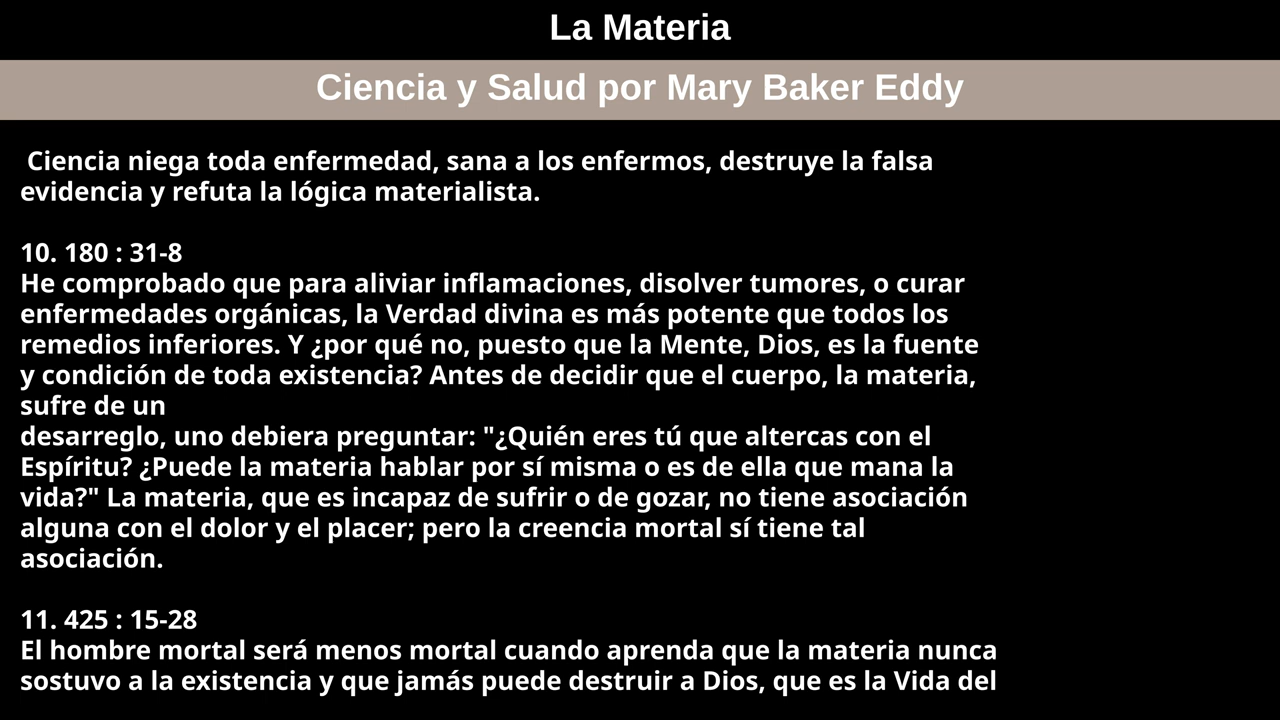 La Materia
Ciencia y Salud por Mary Baker Eddy
Ciencia niega toda enfermedad, sana a los enfermos, destruye la falsa
evidencia y refuta la lógica materialista.
10. 180 : 31-8
He comprobado que para aliviar inflamaciones, disolver tumores, o curar
enfermedades orgánicas, la Verdad divina es más potente que todos los
remedios inferiores. Y ¿por qué no, puesto que la Mente, Dios, es la fuente
y condición de toda existencia? Antes de decidir que el cuerpo, la materia,
sufre de un
desarreglo, uno debiera preguntar: "¿Quién eres tú que altercas con el
Espíritu? ¿Puede la materia hablar por sí misma o es de ella que mana la
vida?" La materia, que es incapaz de sufrir o de gozar, no tiene asociación
alguna con el dolor y el placer; pero la creencia mortal sí tiene tal
asociación.
11. 425 : 15-28
El hombre mortal será menos mortal cuando aprenda que la materia nunca
sostuvo a la existencia y que jamás puede destruir a Dios, que es la Vida del